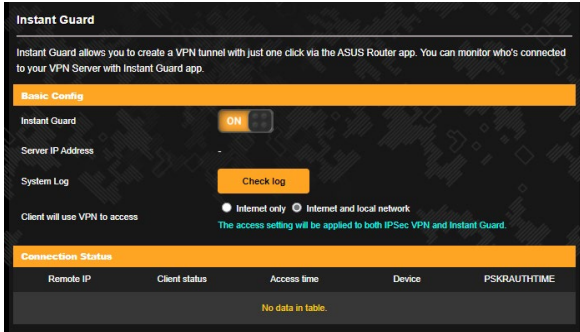 Instant Guard
Instant Guard allows you to create a VPN tunnel with just one click via the ASUS Router app. You can monitor who's connected
to your VPN Server with Instant Guard app.
Basic Config
Instant Guard ON
Server IP Address -
System Log Check log
Client will use VPN to access Internet only Internet and local network
The access setting will be applied to both IPSec VPN and Instant Guard.
Connection Status
Remote IP Client status Access time Device PSKRAUTHTIME
No data in table.